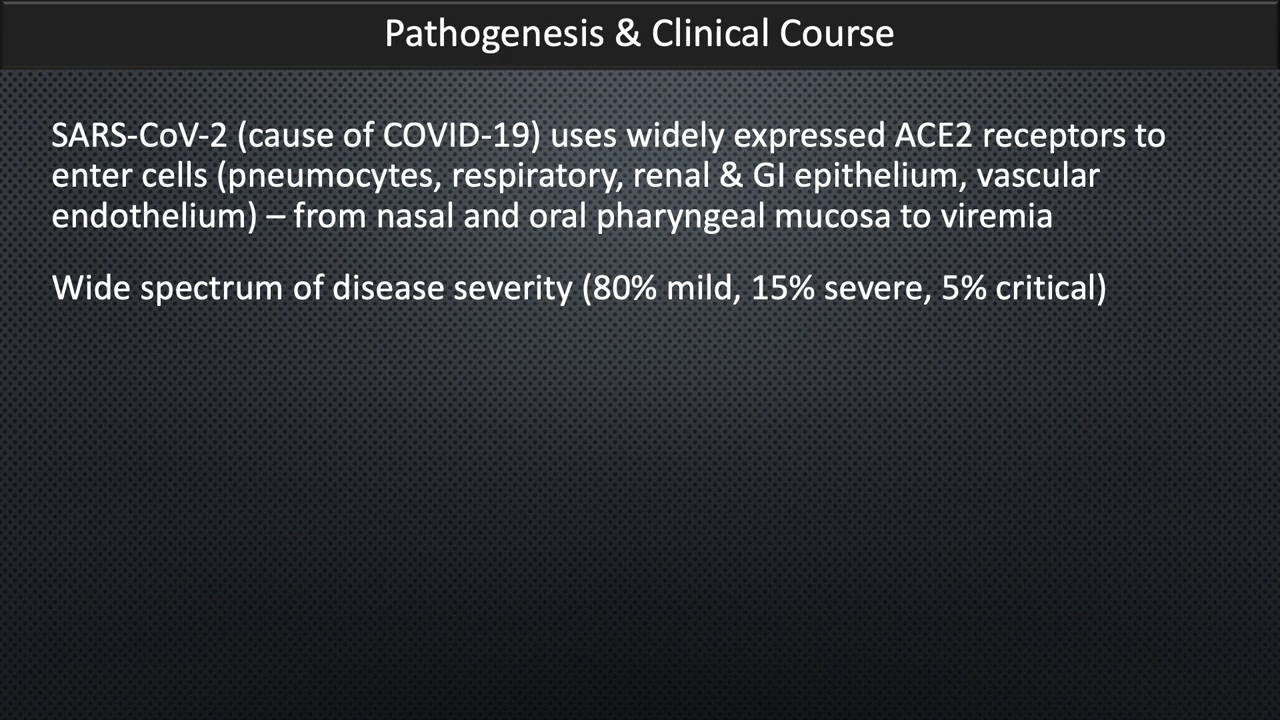 Pathogenesis & Clinical Course
SARS-CoV-2 (cause of COVID-19) uses widely expressed ACE2 receptors to
enter cells (pneumocytes, respiratory, renal & GI epithelium, vascular
endothelium) – from nasal and oral pharyngeal mucosa to viremia
Wide spectrum of disease severity (80% mild, 15% severe, 5% critical)